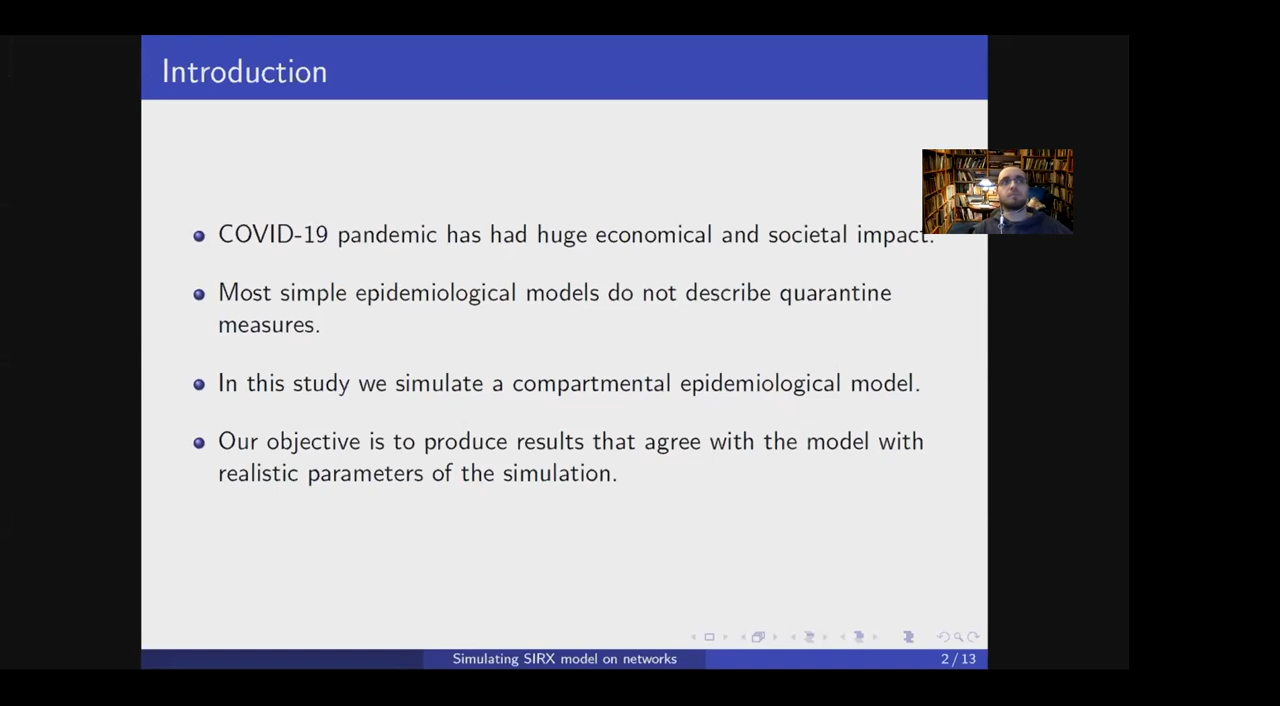 Introduction
COVID-19 pandemic has had huge economical and societal impact.
Most simple epidemiological models do not describe quarantine
measures.
In this study we simulate a compartmental epidemiological model.
Our objective is to produce results that agree with the model with
realistic parameters of the simulation.
Simulating SIRX model on networks
2 / 13